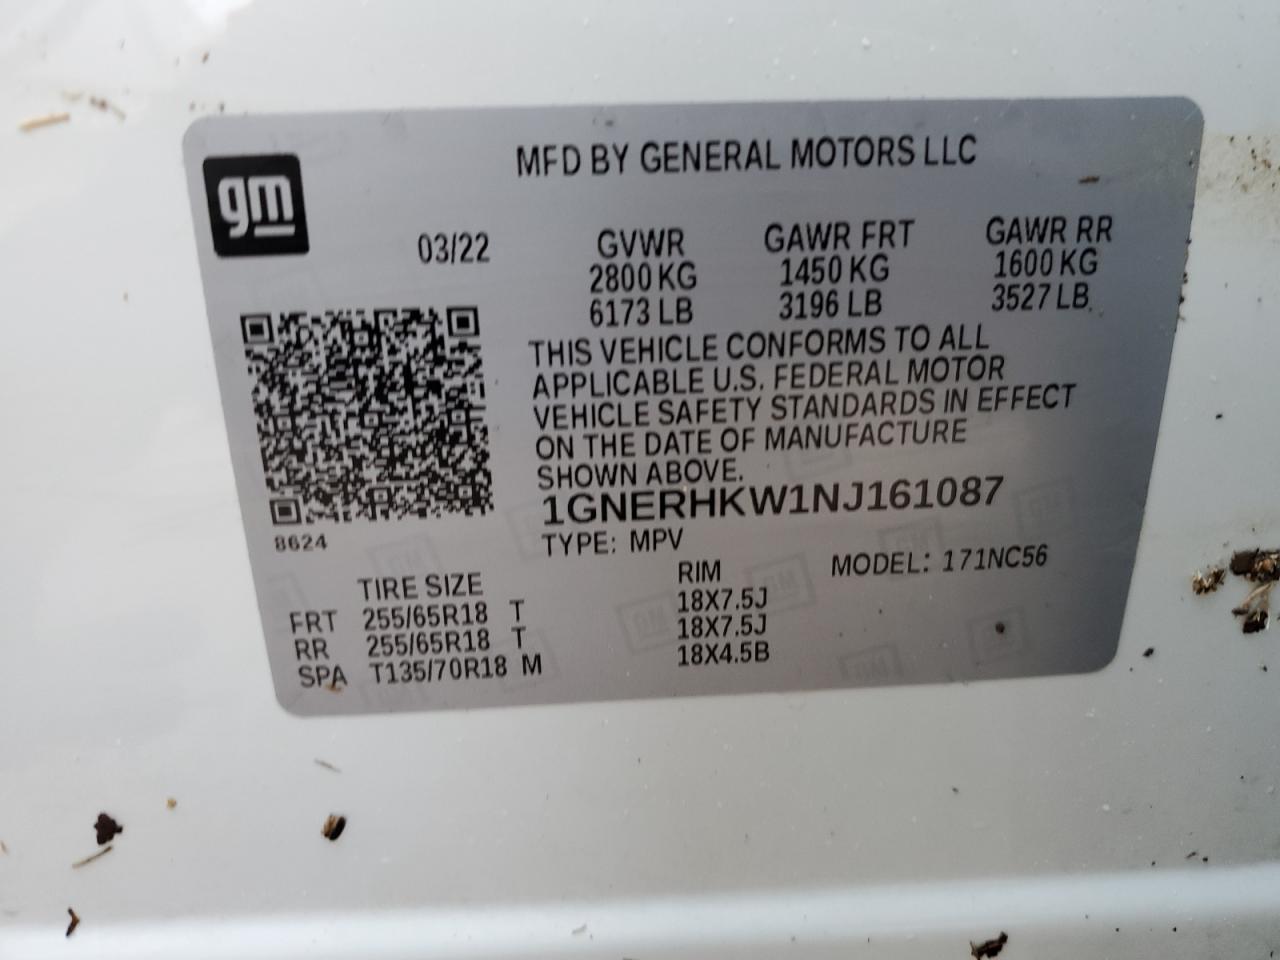 gm
MFD BY GENERAL MOTORS LLC
03/22
GVWR GAWR FRT GAWR RR
2800 KG 1450 KG 1600 KG
6173 LB 3196 LB 3527 LB
THIS VEHICLE CONFORMS TO ALL
APPLICABLE U.S. FEDERAL MOTOR
VEHICLE SAFETY STANDARDS IN EFFECT
ON THE DATE OF MANUFACTURE
SHOWN ABOVE.
1GNERHKW1NJ161087
8624
TYPE: MPV
MODEL: 171NC56
TIRE SIZE RIM
FRT 255/65R18 T 18X7.5J
RR 255/65R18 T 18X7.5J
SPA T135/70R18 M 18X4.5B